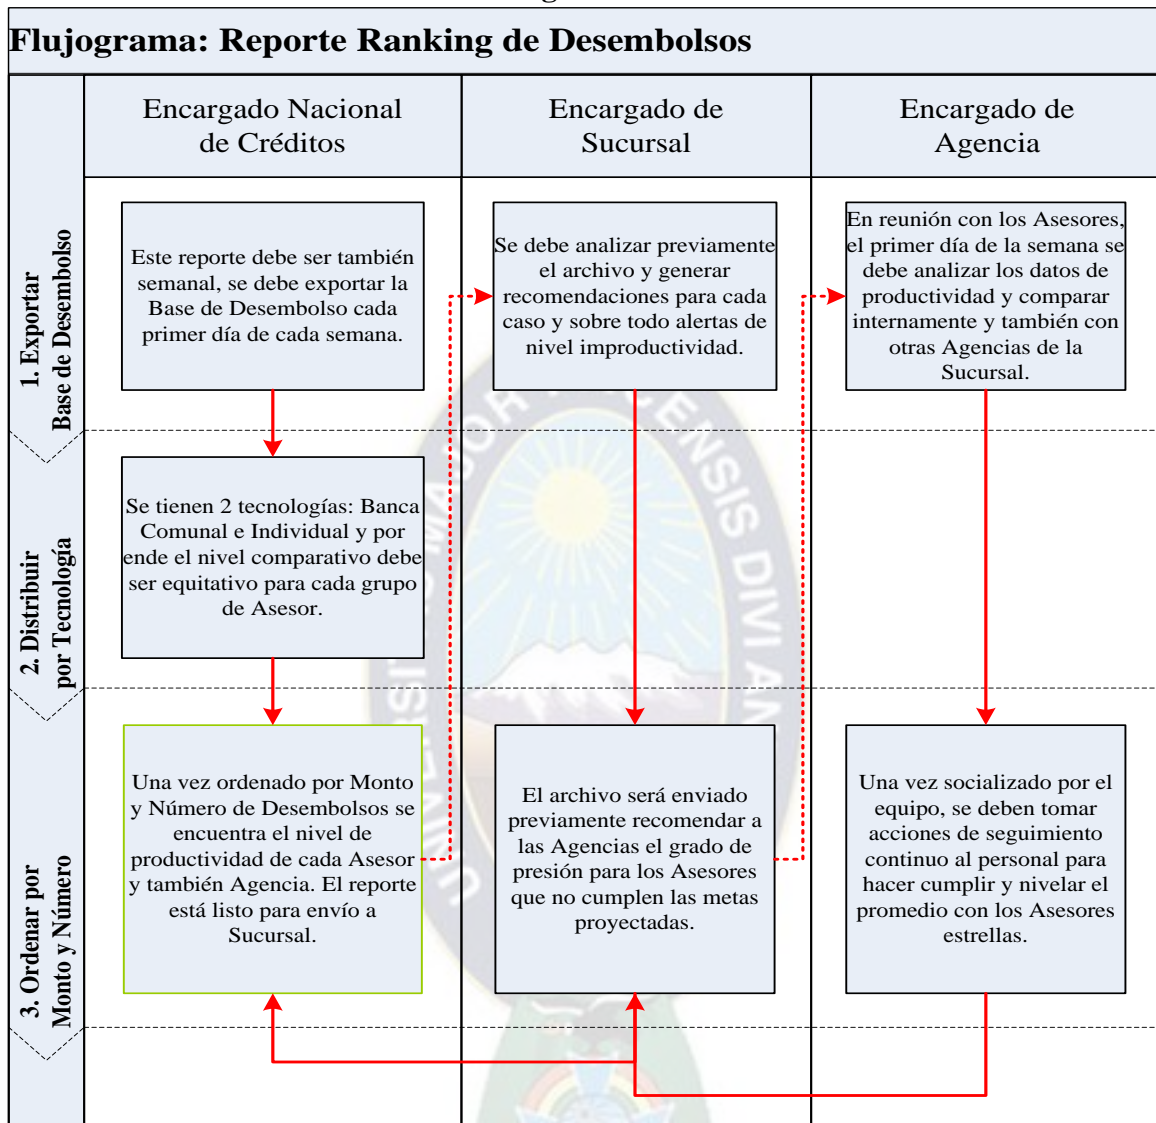 Flujograma: Reporte Ranking de Desembolsos
Encargado Nacional
de Créditos
Encargado de
Sucursal
Encargado de
Agencia
1. Exportar
Base de Desembolso
Este reporte debe ser también
semanal, se debe exportar la
Base de Desembolso cada
primer día de cada semana.
Se debe analizar previamente
el archivo y generar
recomendaciones para cada
caso y sobre todo alertas de
nivel improductividad.
En reunión con los Asesores,
el primer día de la semana se
debe analizar los datos de
productividad y comparar
internamente y también con
otras Agencias de la
Sucursal.
2. Distribuir
por Tecnología
Se tienen 2 tecnologías: Banca
Comunal e Individual y por
ende el nivel comparativo debe
ser equitativo para cada grupo
de Asesor.
3. Ordenar por
Monto y Número
Una vez ordenado por Monto
y Número de Desembolsos se
encuentra el nivel de
productividad de cada Asesor
y también Agencia. El reporte
está listo para envío a
Sucursal.
El archivo será enviado
previamente recomendar a
las Agencias el grado de
presión para los Asesores
que no cumplen las metas
proyectadas.
Una vez socializado por el
equipo, se deben tomar
acciones de seguimiento
continuo al personal para
hacer cumplir y nivelar el
promedio con los Asesores
estrellas.